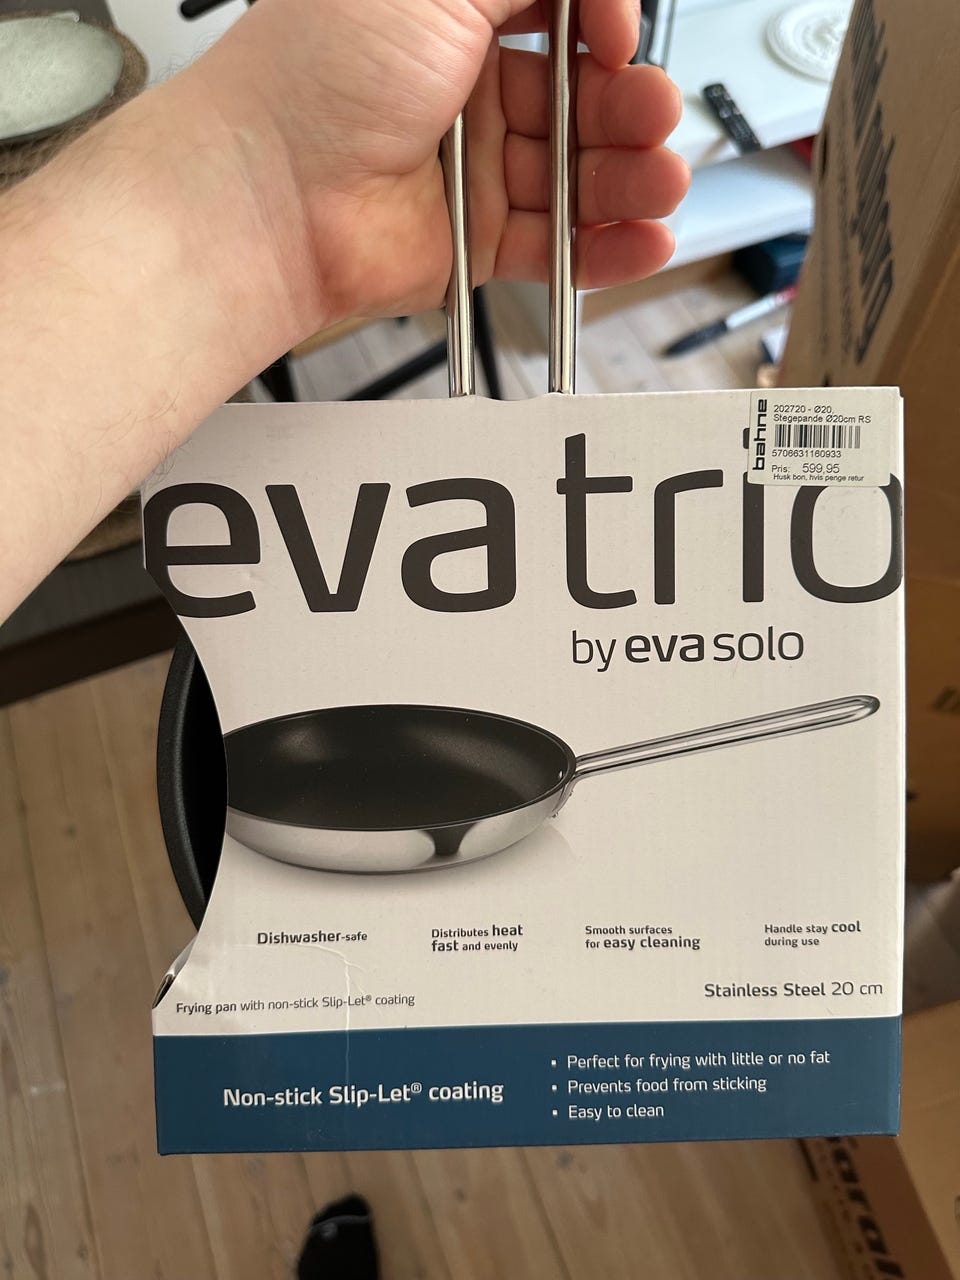 bahne
202720 - Ø20,
Stegepande Ø20cm RS
5706631160933
Pris: 599,95
Husk bon, hvis penge retur
eva trio
by eva solo
Dishwasher-safe
Distributes heat
fast and evenly
Smooth surfaces
for easy cleaning
Handle stay cool
during use
Stainless Steel 20 cm
Frying pan with non-stick Slip-Let® coating
Non-stick Slip-Let® coating
▪ Perfect for frying with little or no fat
▪ Prevents food from sticking
▪ Easy to clean